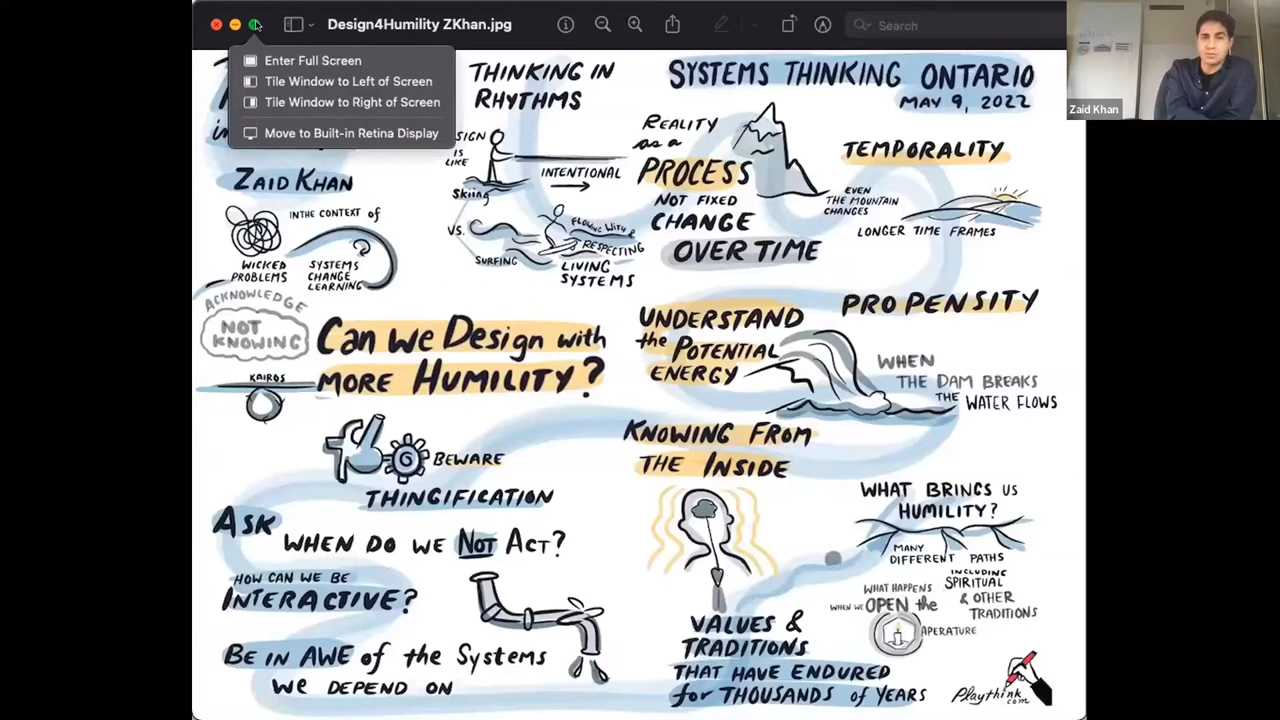 Design4Humility ZKhan.jpg
Search
Enter Full Screen
Tile Window to Left of Screen
Tile Window to Right of Screen
Move to Built-in Retina Display
Zaid Khan
ZAID KHAN
IN THE CONTEXT of
WICKED
PROBLEMS
SYSTEMS
CHANGE
LEARNING
ACKNOWLEDGE
NOT
KNOWING
KAIROS
THINKING IN
RHYTHMS
IS
LIKE
Skiing
INTENTIONAL
VS.
SURFING
FLOWING WITH &
RESPECTING
LIVING
SYSTEMS
SYSTEMS THINKING ONTARIO
MAY 9, 2022
REALITY
as a
PROCESS
NOT FIXED
CHANGE
OVER TIME
EVEN
THE MOUNTAIN
CHANGES
TEMPORALITY
LONGER TIME FRAMES
Can we Design with
MORE HUMILITY?
UNDERSTAND
the POTENTIAL
ENERGY
PROPENSITY
WHEN
THE DAM BREAKS
THE WATER FLOWS
BEWARE
THINGIFICATION
KNOWING FROM
THE INSIDE
ASK
WHEN DO WE NOT ACT?
HOW CAN WE BE
INTERACTIVE?
BE IN AWE of the Systems
WE DEPEND ON
VALUES &
TRADITIONS
THAT HAVE ENDURED
for THOUSANDS of YEARS
WHAT BRINGS US
HUMILITY?
MANY
DIFFERENT PATHS
INCLUDING
SPIRITUAL
& OTHER
TRADITIONS
WHAT HAPPENS
WHEN WE OPEN the
APERATURE
Playthink
.com